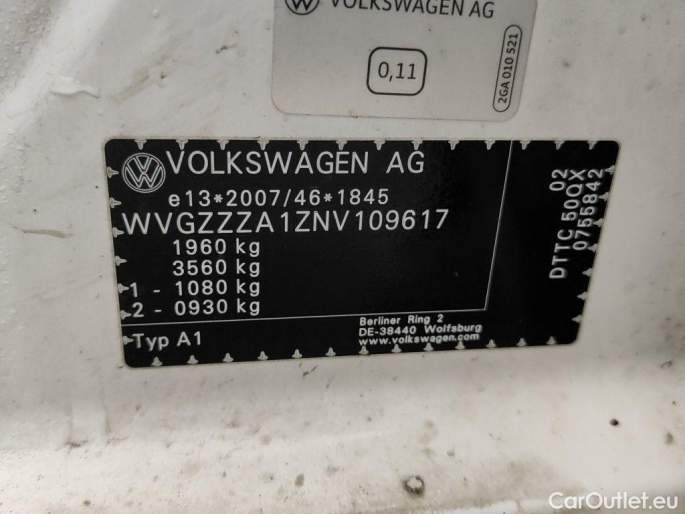 VOLKSWAGEN AG
0,11
2GA 010 521
VOLKSWAGEN AG
e13*2007/46*1845
WVGZZZA1ZNV109617
1960 kg
3560 kg
1 - 1080 kg
2 - 0930 kg
Typ A1
Berliner Ring 2
DE-38440 Wolfsburg
www.volkswagen.com
02
DTTC 50QX
0755842
CarOutlet.eu